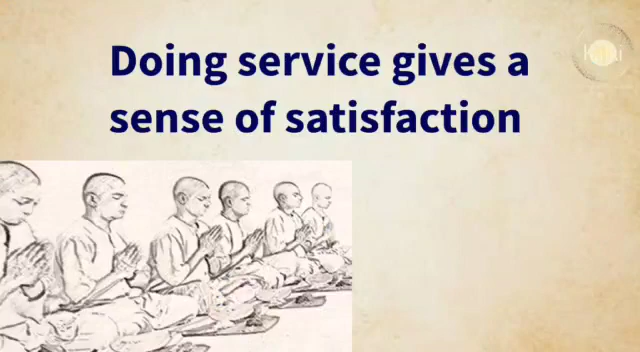 Doing service gives a
sense of satisfaction